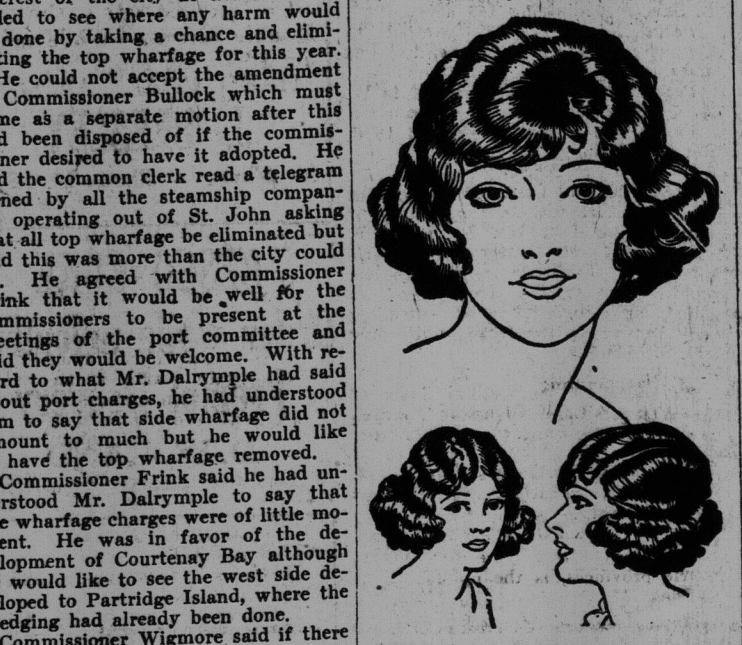 led to see where any harm would
done by taking a chance and elimi-
ting the top wharfage for this year.
He could not accept the amendment
Commissioner Bullock which must
me as a separate motion after this
d been disposed of if the commis-
ner desired to have it adopted. He
d the common clerk read a telegram
ned by all the steamship compan-
operating out of St. John asking
at all top wharfage be eliminated but
d this was more than the city could
. He agreed with Commissioner
ink that it would be well for the
mmissioners to be present at the
eetings of the port committee and
id they would be welcome. With re-
rd to what Mr. Dalrymple had said
out port charges, he had understood
m to say that side wharfage did not
mount to much but he would like
have the top wharfage removed.
Commissioner Frink said he had un-
rstood Mr. Dalrymple to say that
e wharfage charges were of little mo-
ent. He was in favor of the de-
lopment of Courtenay Bay although
would like to see the west side de-
loped to Partridge Island, where the
edging had already been done.
Commissioner Wigmore said if there